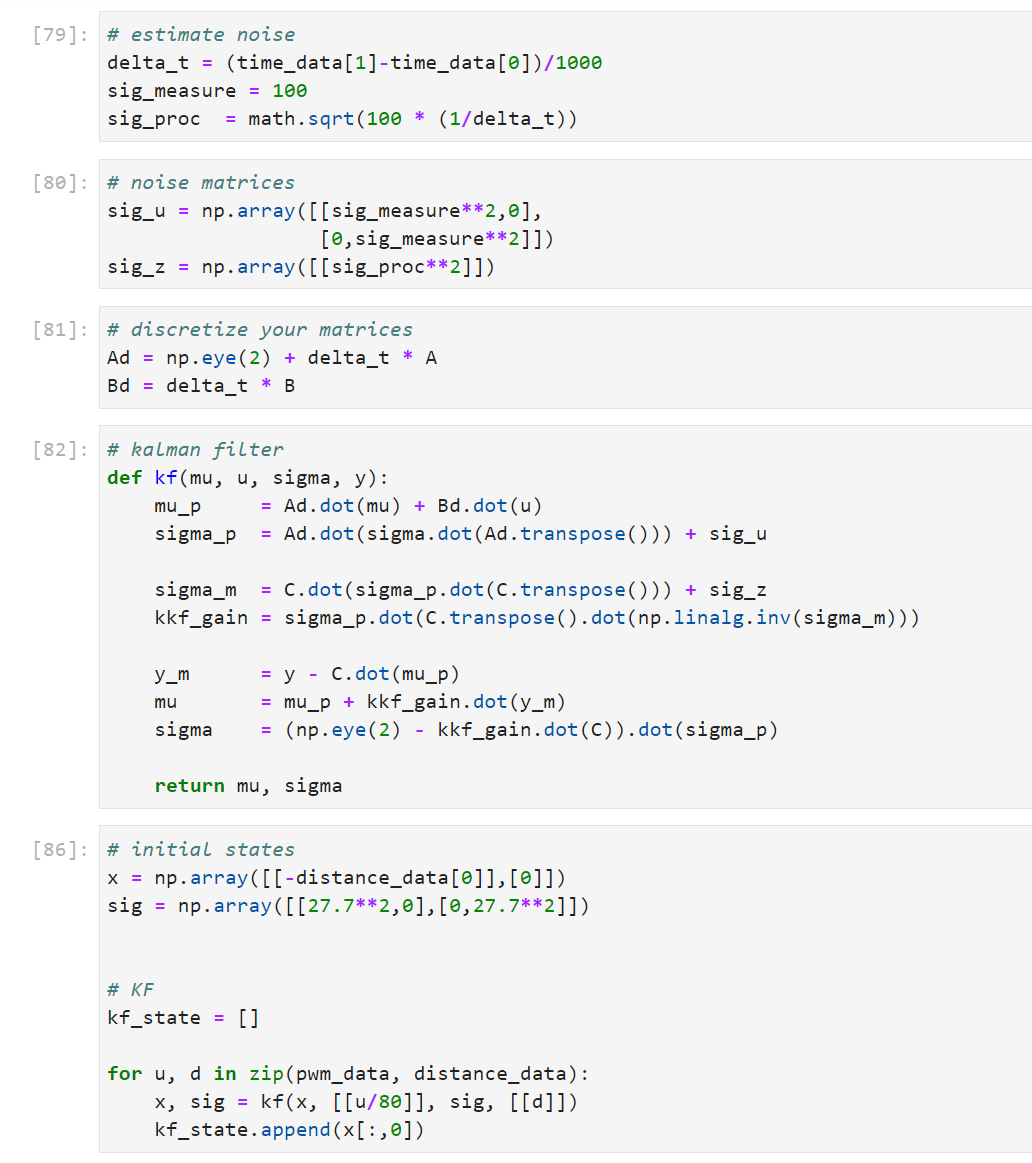 [79]: # estimate noise
delta_t = (time_data[1]-time_data[0])/1000
sig_measure = 100
sig_proc  = math.sqrt(100 * (1/delta_t))
[80]: # noise matrices
sig_u = np.array([[sig_measure**2,0],
                  [0,sig_measure**2]])
sig_z = np.array([[sig_proc**2]])
[81]: # discretize your matrices
Ad = np.eye(2) + delta_t * A
Bd = delta_t * B
[82]: # kalman filter
def kf(mu, u, sigma, y):
    mu_p     = Ad.dot(mu) + Bd.dot(u)
    sigma_p  = Ad.dot(sigma.dot(Ad.transpose())) + sig_u
    sigma_m  = C.dot(sigma_p.dot(C.transpose())) + sig_z
    kkf_gain = sigma_p.dot(C.transpose().dot(np.linalg.inv(sigma_m)))
    y_m      = y - C.dot(mu_p)
    mu       = mu_p + kkf_gain.dot(y_m)
    sigma    = (np.eye(2) - kkf_gain.dot(C)).dot(sigma_p)
    return mu, sigma
[86]: # initial states
x = np.array([[-distance_data[0]],[0]])
sig = np.array([[27.7**2,0],[0,27.7**2]])
# KF
kf_state = []
for u, d in zip(pwm_data, distance_data):
    x, sig = kf(x, [[u/80]], sig, [[d]])
    kf_state.append(x[:,0])